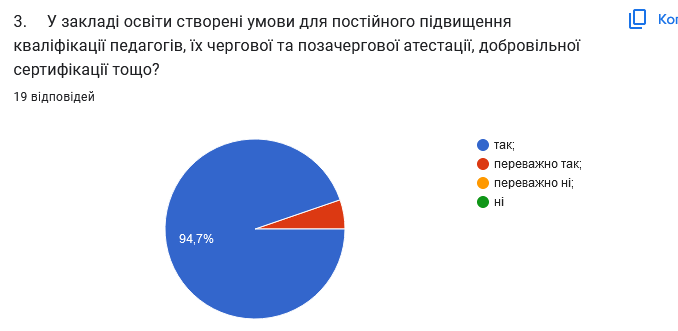 3. У закладі освіти створені умови для постійного підвищення
кваліфікації педагогів, їх чергової та позачергової атестації, добровільної
сертифікації тощо?
19 відповідей
так;
переважно так;
переважно ні;
ні
94,7%